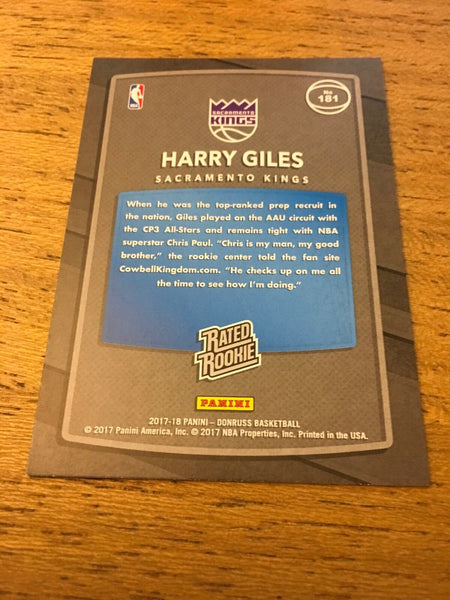 No
181
NBA
SACRAMENTO
KINGS
HARRY GILES
SACRAMENTO KINGS
When he was the top-ranked prep recruit in
the nation, Giles played on the AAU circuit with
the CP3 All-Stars and remains tight with NBA
superstar Chris Paul. “Chris is my man, my good
brother,” the rookie center told the fan site
CowbellKingdom.com. “He checks up on me all
the time to see how I’m doing.”
RATED
ROOKIE
PANINI
2017-18 PANINI – DONRUSS BASKETBALL
© 2017 Panini America, Inc. © 2017 NBA Properties, Inc. Printed in the USA.